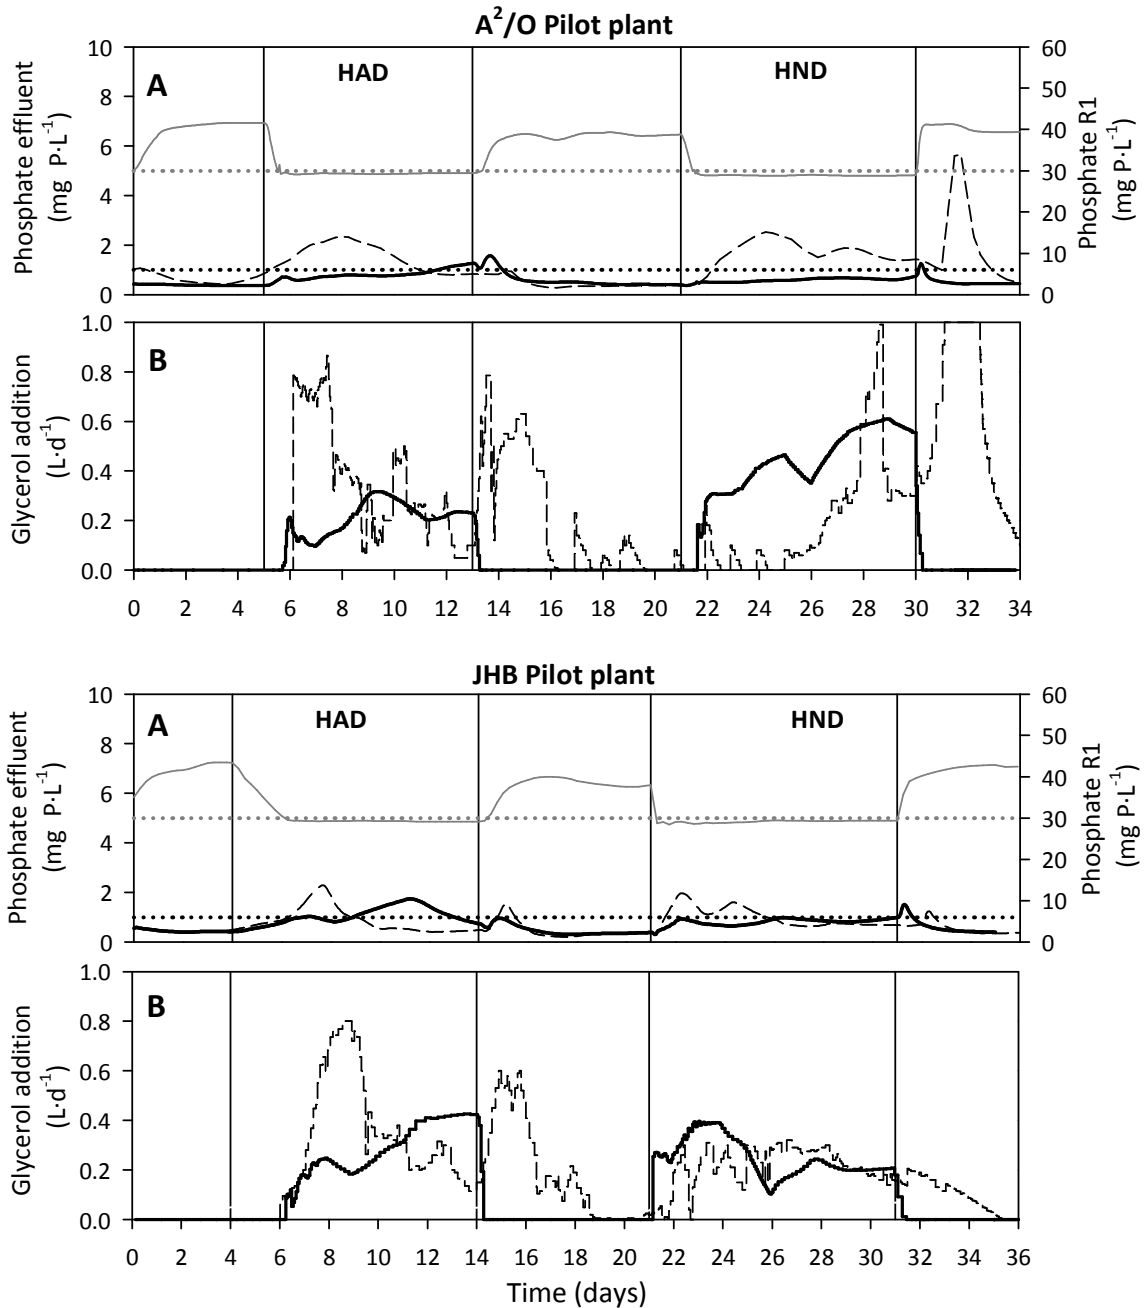 A²/O Pilot plant
10
8
6
4
2
0
Phosphate effluent
(mg P·L⁻¹)
A
HAD
HND
60
50
40
30
20
10
0
Phosphate R1
(mg P·L⁻¹)
1.0
0.8
0.6
0.4
0.2
0.0
Glycerol addition
(L·d⁻¹)
B
0 2 4 6 8 10 12 14 16 18 20 22 24 26 28 30 32 34
JHB Pilot plant
10
8
6
4
2
0
Phosphate effluent
(mg P·L⁻¹)
A
HAD
HND
60
50
40
30
20
10
0
Phosphate R1
(mg P·L⁻¹)
1.0
0.8
0.6
0.4
0.2
0.0
Glycerol addition
(L·d⁻¹)
B
0 2 4 6 8 10 12 14 16 18 20 22 24 26 28 30 32 34 36
Time (days)